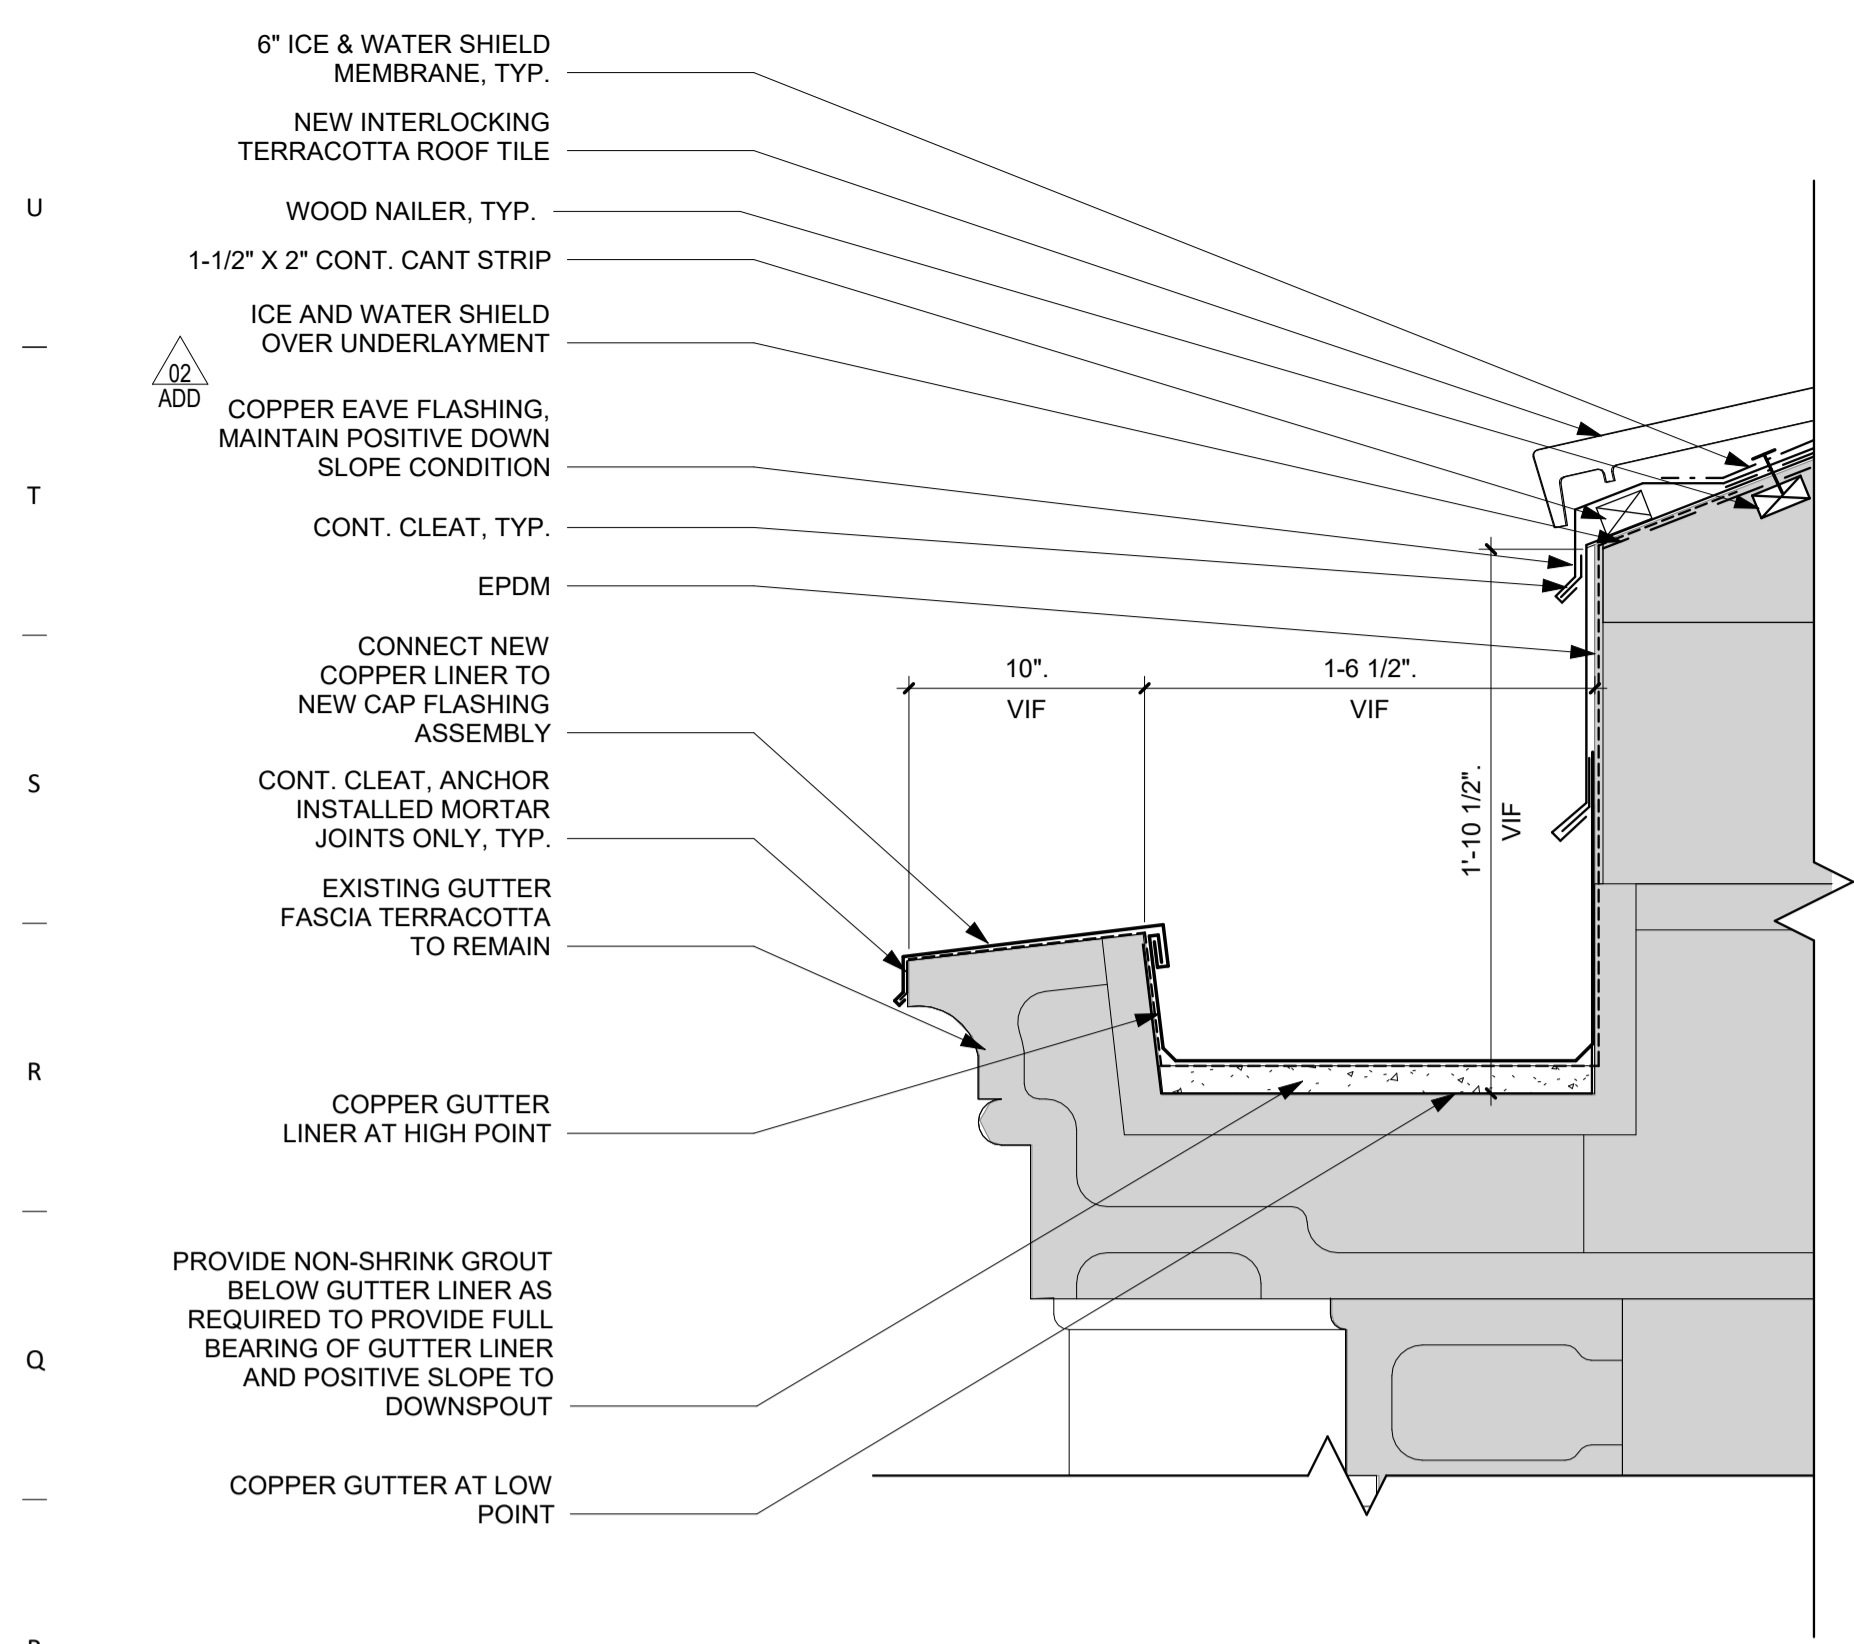 6" ICE & WATER SHIELD
MEMBRANE, TYP.
NEW INTERLOCKING
TERRACOTTA ROOF TILE
U
WOOD NAILER, TYP.
1-1/2" X 2" CONT. CANT STRIP
ICE AND WATER SHIELD
OVER UNDERLAYMENT
02
ADD
COPPER EAVE FLASHING,
MAINTAIN POSITIVE DOWN
SLOPE CONDITION
T
CONT. CLEAT, TYP.
EPDM
CONNECT NEW
COPPER LINER TO
NEW CAP FLASHING
ASSEMBLY
10".
VIF
1-6 1/2".
VIF
1'-10 1/2".
VIF
S
CONT. CLEAT, ANCHOR
INSTALLED MORTAR
JOINTS ONLY, TYP.
EXISTING GUTTER
FASCIA TERRACOTTA
TO REMAIN
R
COPPER GUTTER
LINER AT HIGH POINT
PROVIDE NON-SHRINK GROUT
BELOW GUTTER LINER AS
REQUIRED TO PROVIDE FULL
BEARING OF GUTTER LINER
AND POSITIVE SLOPE TO
DOWNSPOUT
Q
COPPER GUTTER AT LOW
POINT